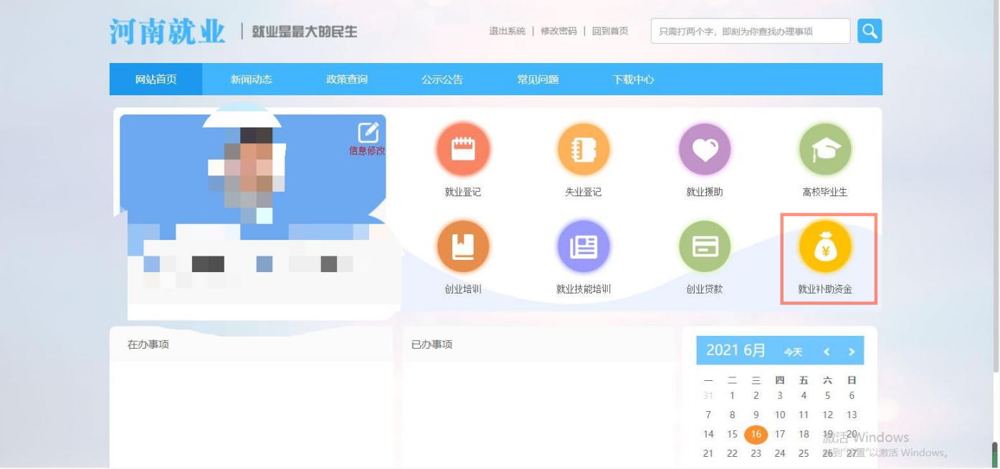 河南就业 | 就业是最大的民生
退出系统 | 修改密码 | 回到首页
只需打两个字，即刻为你查找办理事项
网站首页 新闻动态 政策查询 公示公告 常见问题 下载中心
信息修改
就业登记 失业登记 就业援助 高校毕业生
创业培训 就业技能培训 创业贷款 就业补助资金
在办事项
已办事项
2021 6月 今天 < >
一 二 三 四 五 六 日
31 1 2 3 4 5 6
7 8 9 10 11 12 13
14 15 16 17 18 19 20
21 22 23 24 25 26 27
激活 Windows
转到"设置"以激活 Windows。